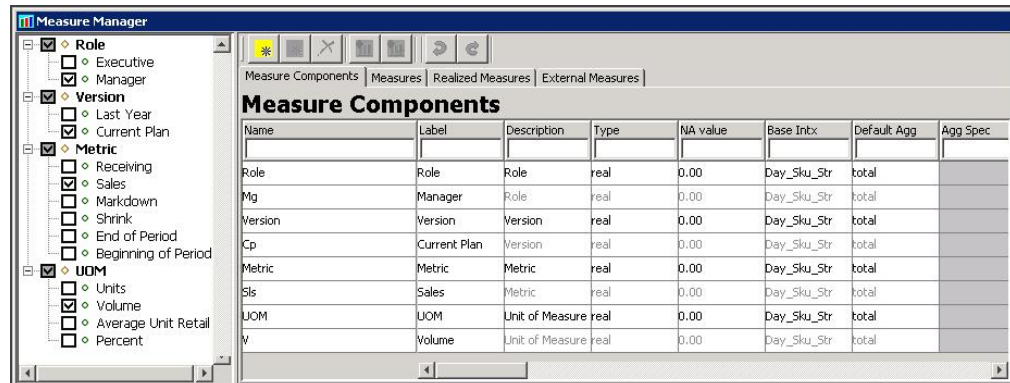 Measure Manager
Role
Executive
Manager
Version
Last Year
Current Plan
Metric
Receiving
Sales
Markdown
Shrink
End of Period
Beginning of Period
UOM
Units
Volume
Average Unit Retail
Percent
Measure Components Measures Realized Measures External Measures
Measure Components
Name Label Description Type NA value Base Intx Default Agg Agg Spec
Role Role Role real 0.00 Day_Sku_Str total
Mg Manager Role real 0.00 Day_Sku_Str total
Version Version Version real 0.00 Day_Sku_Str total
Cp Current Plan Version real 0.00 Day_Sku_Str total
Metric Metric Metric real 0.00 Day_Sku_Str total
Sls Sales Metric real 0.00 Day_Sku_Str total
UOM UOM Unit of Measure real 0.00 Day_Sku_Str total
V Volume Unit of Measure real 0.00 Day_Sku_Str total